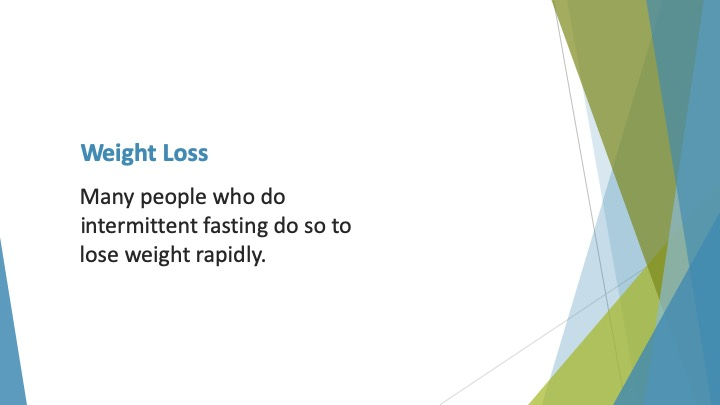 Weight Loss
Many people who do
intermittent fasting do so to
lose weight rapidly.